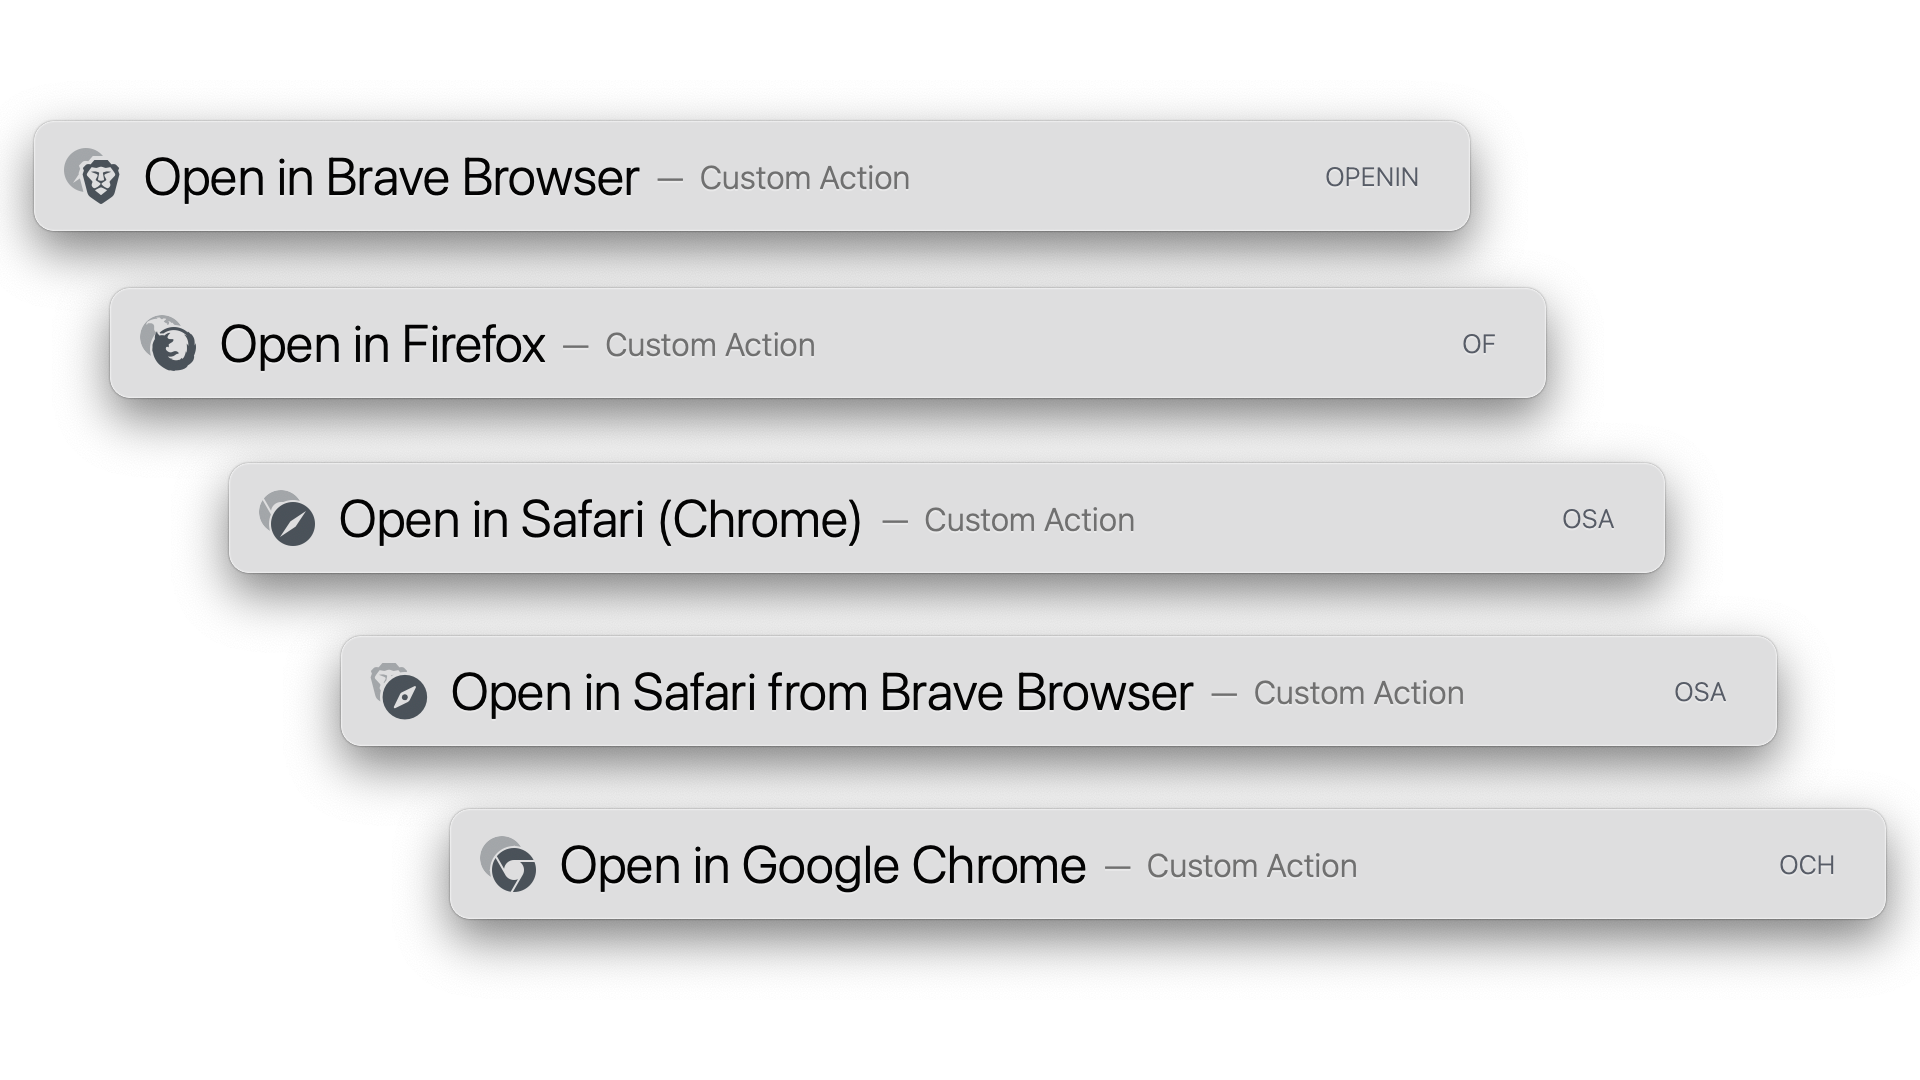 Open in Brave Browser — Custom Action OPENIN
Open in Firefox — Custom Action OF
Open in Safari (Chrome) — Custom Action OSA
Open in Safari from Brave Browser — Custom Action OSA
Open in Google Chrome — Custom Action OCH